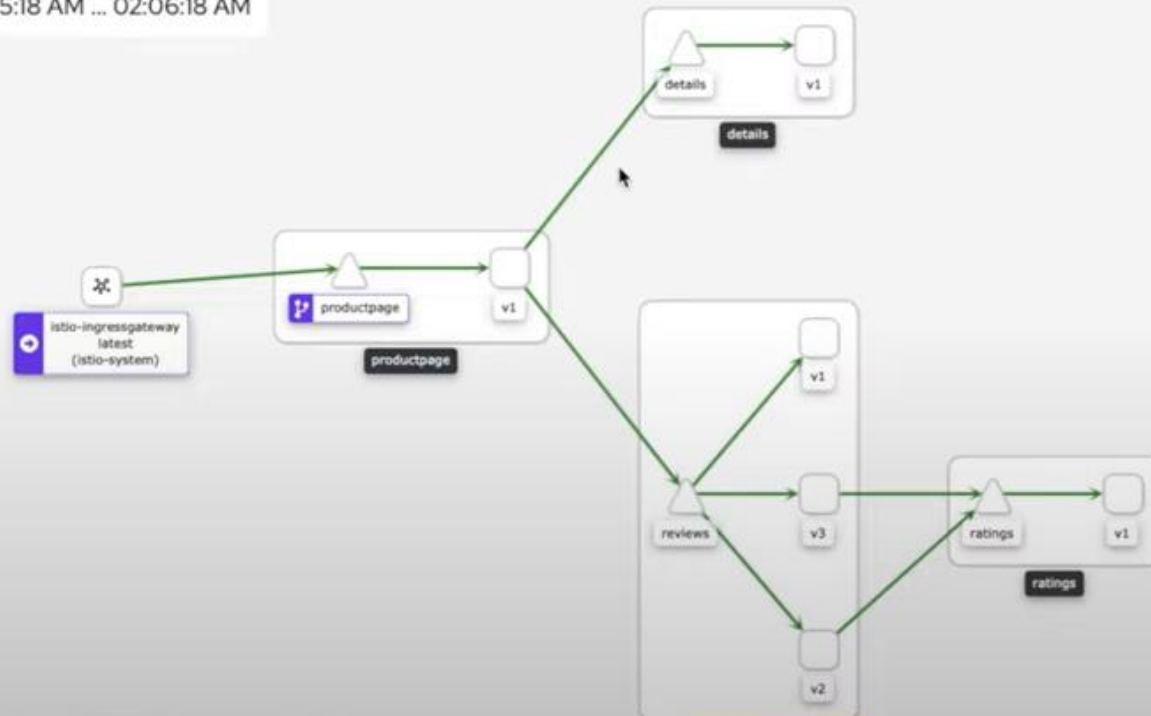 5:18 AM ... 02:06:18 AM
details
v1
details
productpage
v1
productpage
istio-ingressgateway
latest
(istio-system)
v1
reviews
v3
ratings
v1
ratings
v2